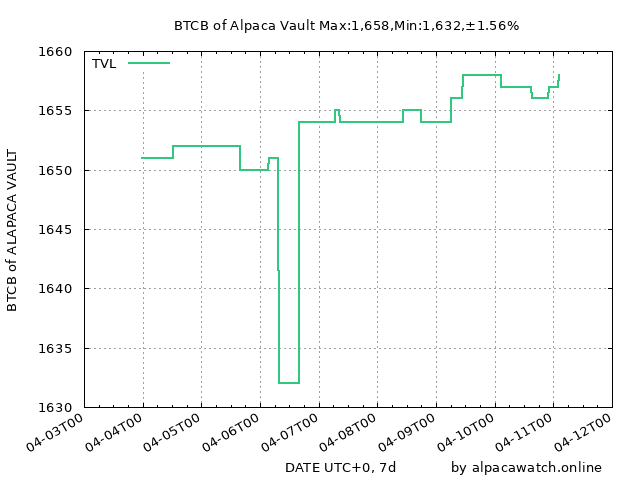 BTCB of Alpaca Vault Max:1,658,Min:1,632,±1.56%
TVL
BTCB of ALAPACA VAULT
1660
1655
1650
1645
1640
1635
1630
04-03T00
04-04T00
04-05T00
04-06T00
04-07T00
04-08T00
04-09T00
04-10T00
04-11T00
04-12T00
DATE UTC+0, 7d
by alpacawatch.online